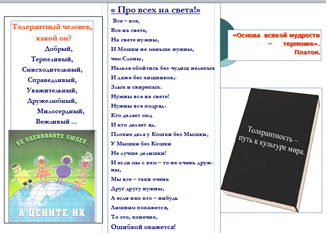 Толерантный человек,
какой он?
Добрый,
Терпеливый,
Снисходительный,
Справедливый,
Уважительный,
Дружелюбный,
Милосердный,
Вежливый ...
НЕ ОЦЕНИВАЙТЕ ЛЮДЕЙ,
А ЦЕНИТЕ ИХ
« Про всех на света!»
Все – все,
Все на свете,
На свете нужны,
И Мошки не меньше нужны,
чем Слоны,
Нельзя обойтись без чудищ нелепых
И даже без хищников,-
Злых и свирепых.
Нужны все на свете!
Нужны все подряд-
Кто делает мед
И кто делает яд.
Плохие дела у Кошки без Мышки,
У Мышки без Кошки
Не лучше делишки!
И если мы с кем – то не очень друж-
ны,
Мы все – таки очень
Друг другу нужны,
А если нам кто – нибудь
Лишним покажется,
То это, конечно,
Ошибкой окажется!
«Основа всякой мудрости
– терпение».
Платон.
Толерантность –
путь к культуре мира.